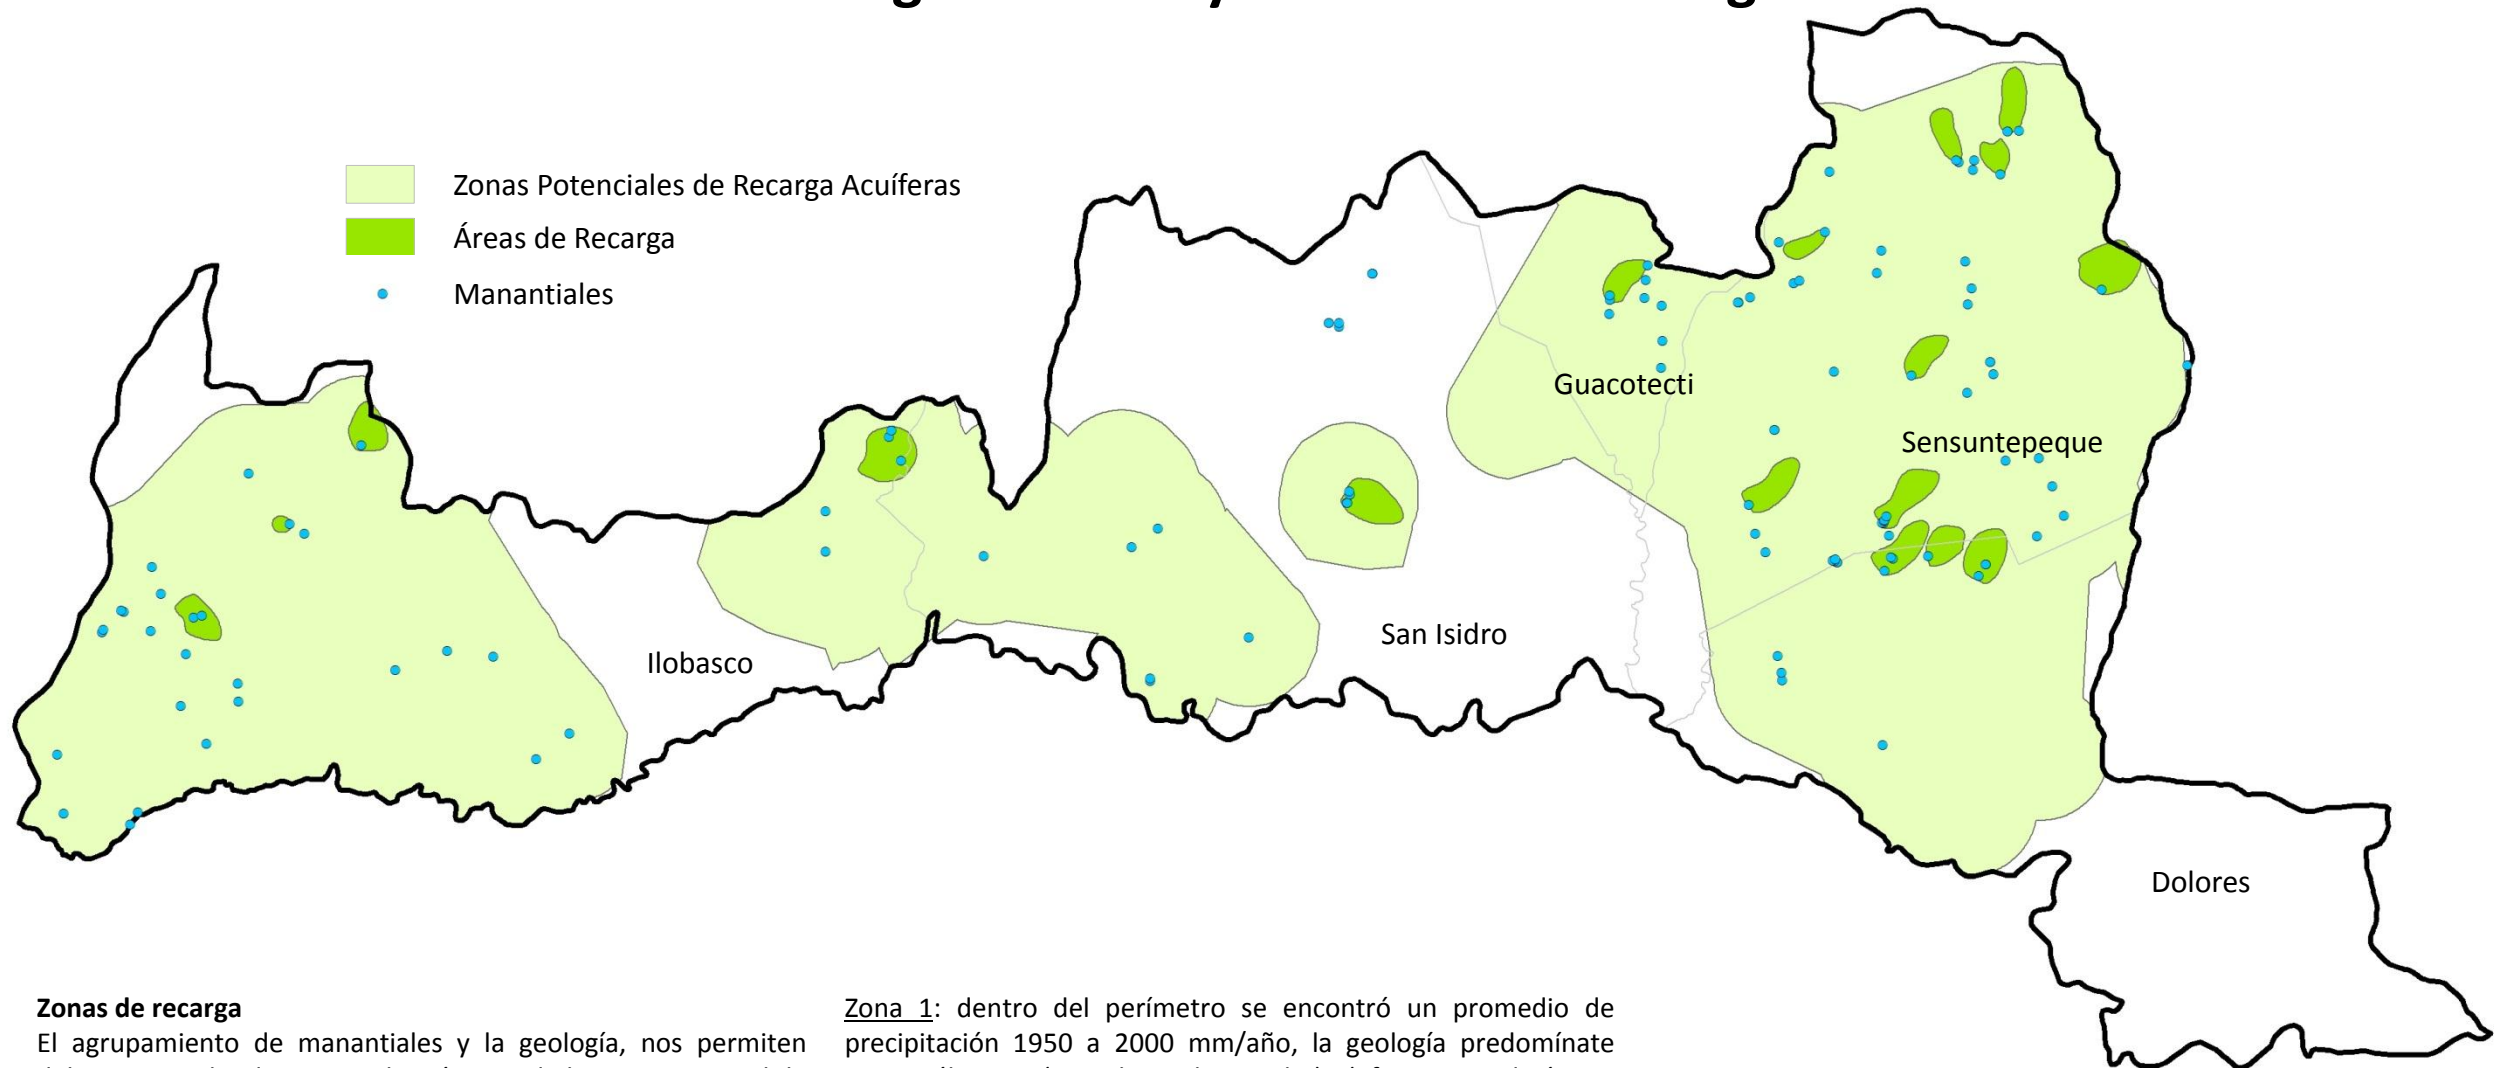 Zonas Potenciales de Recarga Acuíferas
Áreas de Recarga
Manantiales
Guacotecti
Sensuntepeque
San Isidro
Ilobasco
Dolores
Zonas de recarga
El agrupamiento de manantiales y la geología, nos permiten
Zona 1: dentro del perímetro se encontró un promedio de
precipitación 1950 a 2000 mm/año, la geología predomínate